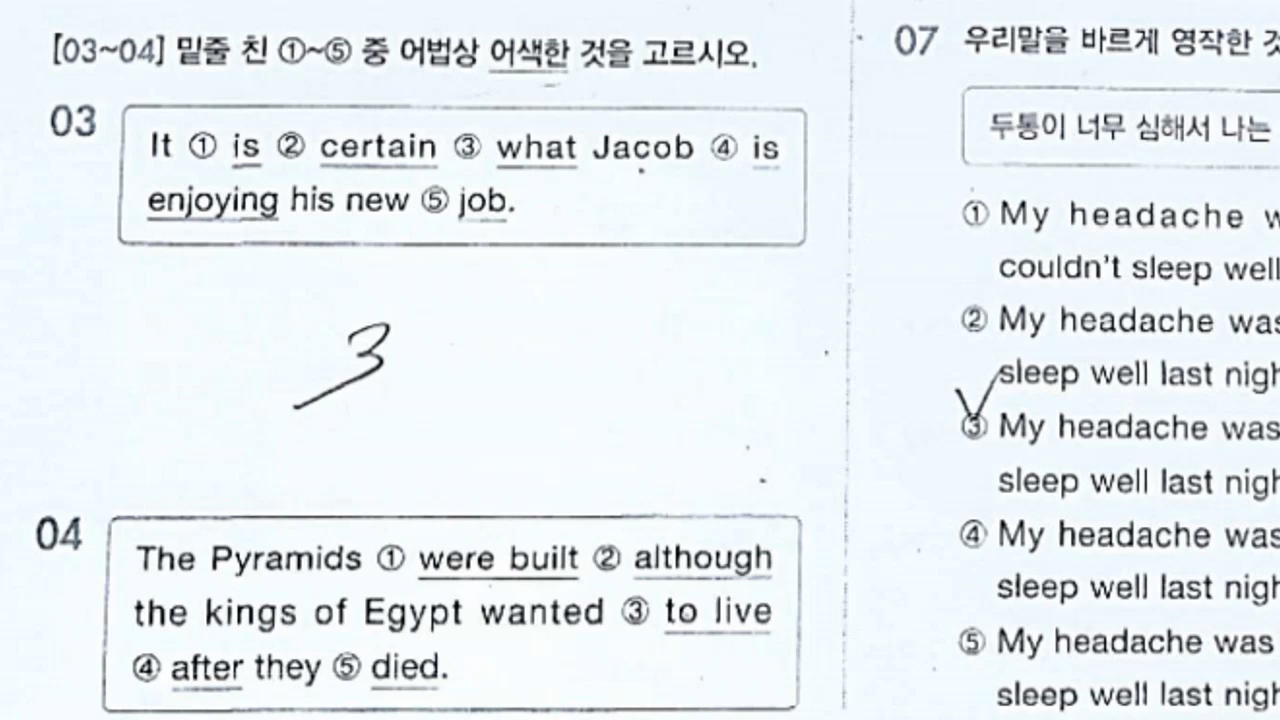 [03~04] 밑줄 친 ①~⑤ 중 어법상 어색한 것을 고르시오.
03
It ① is ② certain ③ what Jacob ④ is
enjoying his new ⑤ job.
3
04
The Pyramids ① were built ② although
the kings of Egypt wanted ③ to live
④ after they ⑤ died.
07 우리말을 바르게 영작한
두통이 너무 심해서 나는
① My headache
couldn't sleep well
② My headache was
sleep well last
③ My headache was
sleep well last
④ My headache was
sleep well last
⑤ My headache was
sleep well last